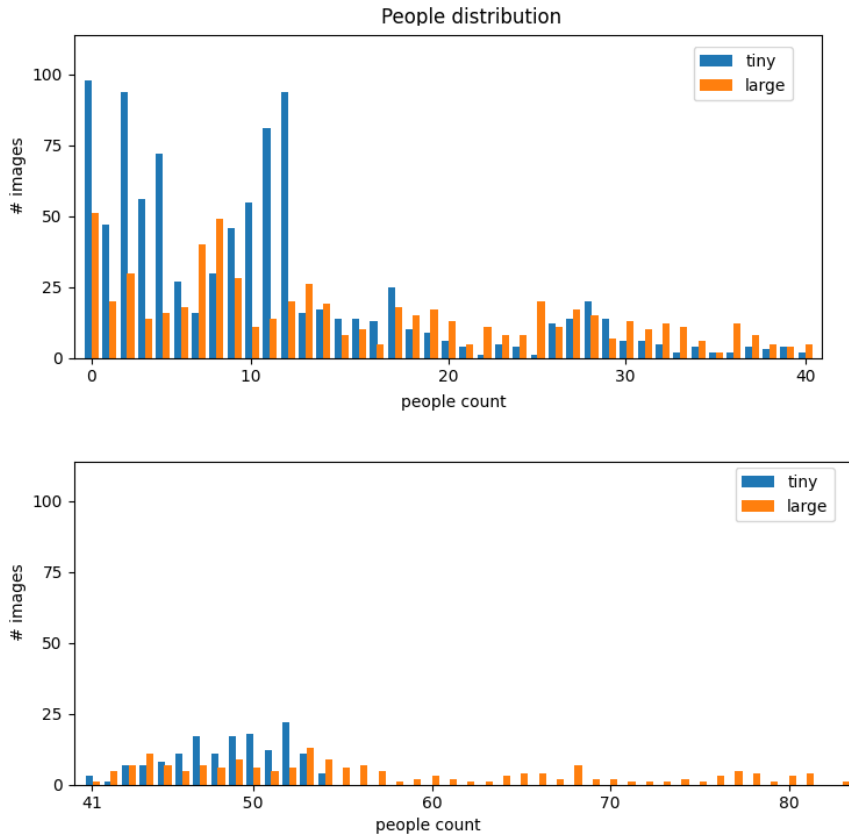 People distribution
100
75
50
25
0
# images
tiny
large
0 10 20 30 40
people count
100
75
50
25
0
# images
tiny
large
41 50 60 70 80
people count